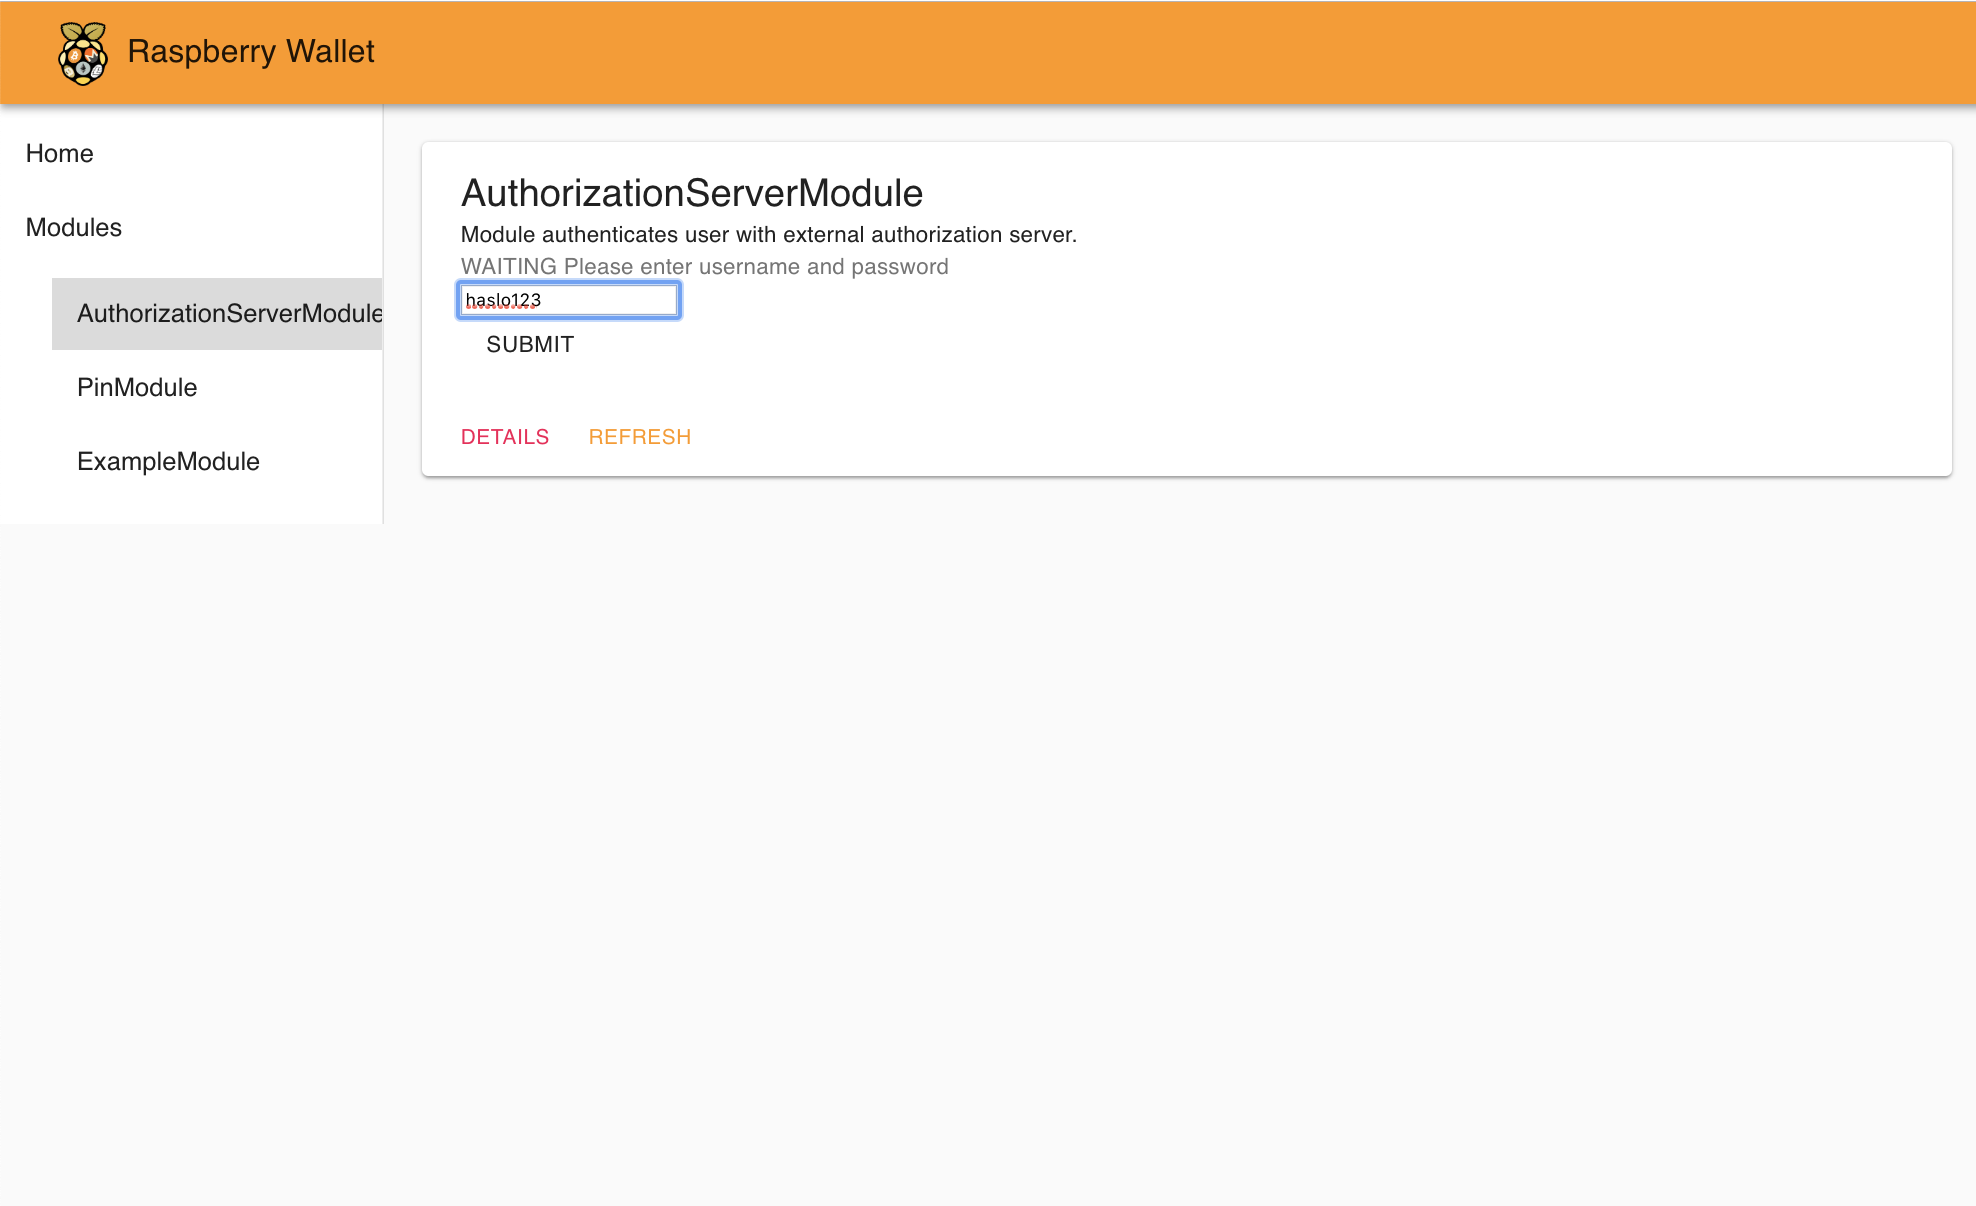 Raspberry Wallet
Home
Modules
AuthorizationServerModule
PinModule
ExampleModule
AuthorizationServerModule
Module authenticates user with external authorization server.
WAITING Please enter username and password
haslo123
SUBMIT
DETAILS REFRESH